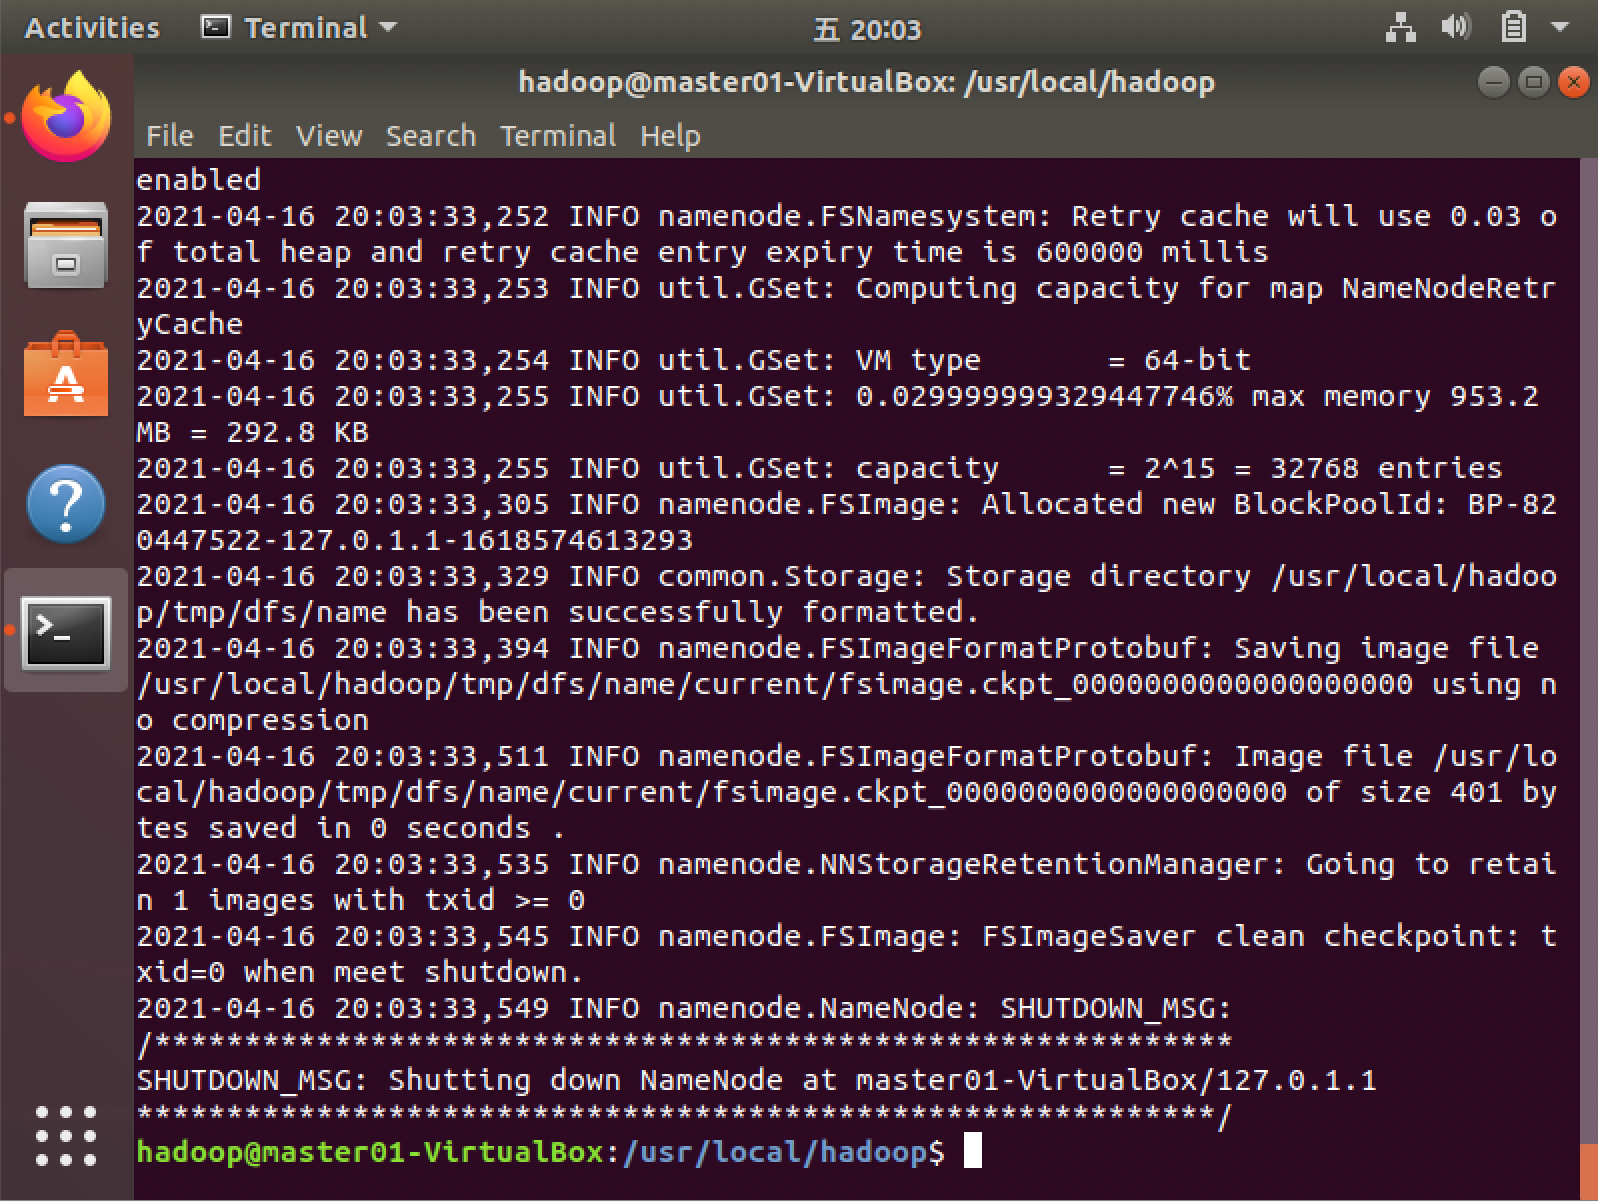 Activities Terminal 五 20:03
hadoop@master01-VirtualBox: /usr/local/hadoop
File Edit View Search Terminal Help
enabled
2021-04-16 20:03:33,252 INFO namenode.FSNamesystem: Retry cache will use 0.03 o
f total heap and retry cache entry expiry time is 600000 millis
2021-04-16 20:03:33,253 INFO util.GSet: Computing capacity for map NameNodeRetr
yCache
2021-04-16 20:03:33,254 INFO util.GSet: VM type       = 64-bit
2021-04-16 20:03:33,255 INFO util.GSet: 0.029999999329447746% max memory 953.2
MB = 292.8 KB
2021-04-16 20:03:33,255 INFO util.GSet: capacity      = 2^15 = 32768 entries
2021-04-16 20:03:33,305 INFO namenode.FSImage: Allocated new BlockPoolId: BP-82
0447522-127.0.1.1-1618574613293
2021-04-16 20:03:33,329 INFO common.Storage: Storage directory /usr/local/hadoo
p/tmp/dfs/name has been successfully formatted.
2021-04-16 20:03:33,394 INFO namenode.FSImageFormatProtobuf: Saving image file
/usr/local/hadoop/tmp/dfs/name/current/fsimage.ckpt_0000000000000000000 using n
o compression
2021-04-16 20:03:33,511 INFO namenode.FSImageFormatProtobuf: Image file /usr/lo
cal/hadoop/tmp/dfs/name/current/fsimage.ckpt_0000000000000000000 of size 401 by
tes saved in 0 seconds .
2021-04-16 20:03:33,535 INFO namenode.NNStorageRetentionManager: Going to retai
n 1 images with txid >= 0
2021-04-16 20:03:33,545 INFO namenode.FSImage: FSImageSaver clean checkpoint: t
xid=0 when meet shutdown.
2021-04-16 20:03:33,549 INFO namenode.NameNode: SHUTDOWN_MSG:
/************************************************************
SHUTDOWN_MSG: Shutting down NameNode at master01-VirtualBox/127.0.1.1
************************************************************/
hadoop@master01-VirtualBox:/usr/local/hadoop$